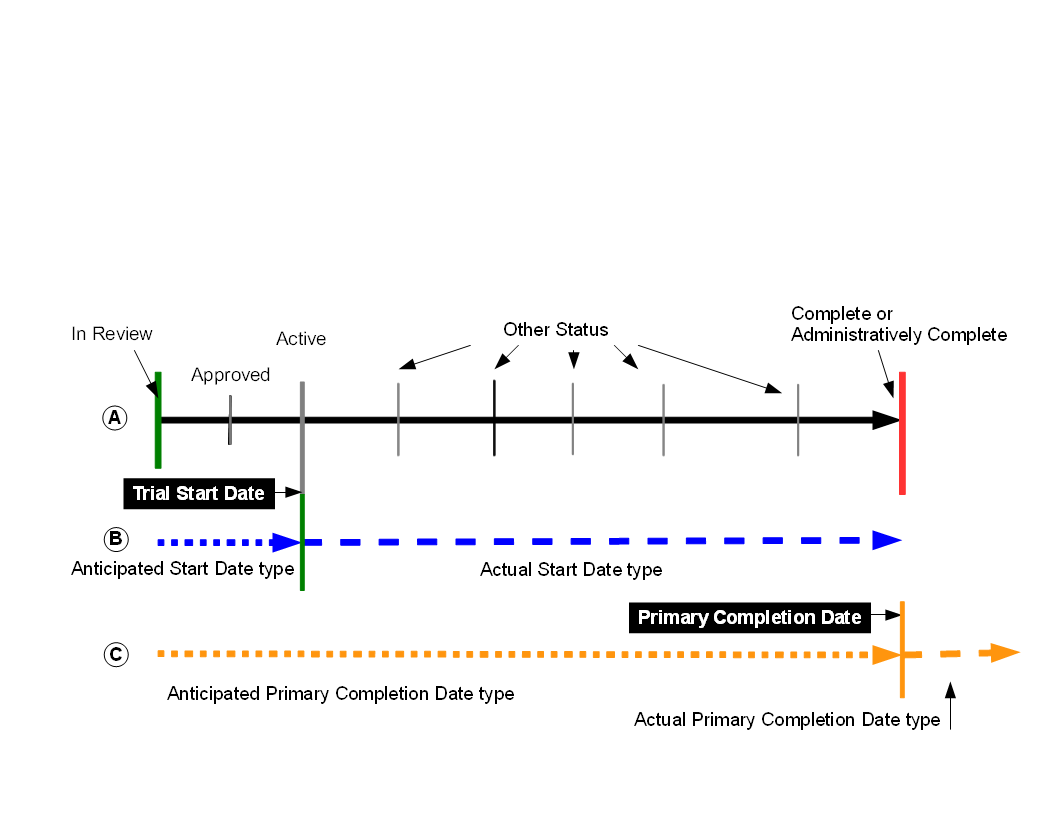 Complete or
Administratively Complete
In Review
Active
Other Status
Approved
A
Trial Start Date
B
Anticipated Start Date type
Actual Start Date type
Primary Completion Date
C
Anticipated Primary Completion Date type
Actual Primary Completion Date type